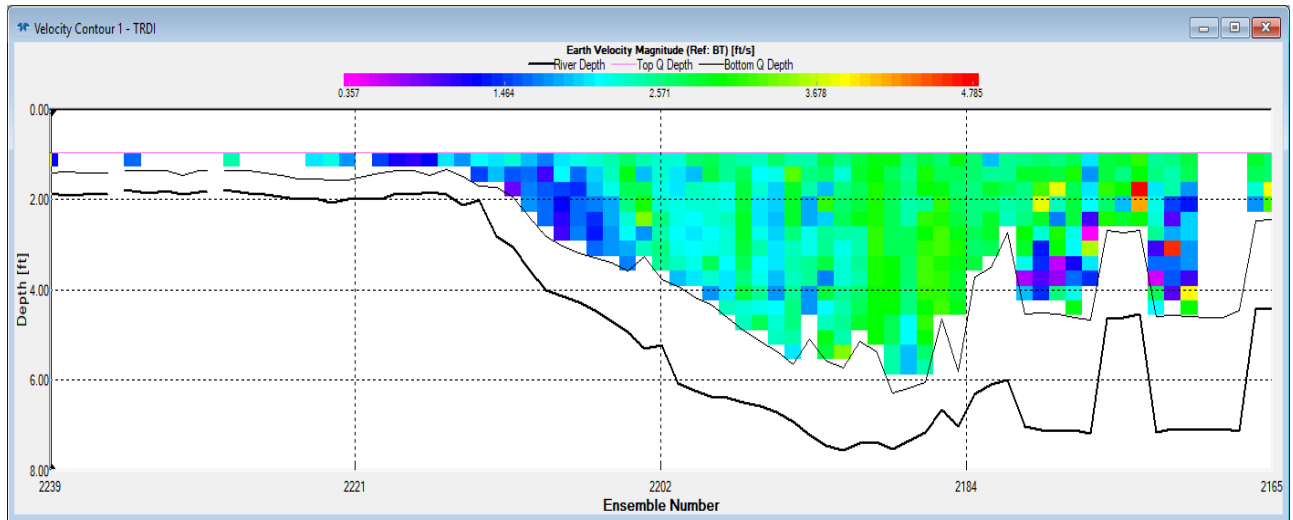 Velocity Contour 1 - TRDI
Earth Velocity Magnitude (Ref: BT) [ft/s]
River Depth Top Q Depth Bottom Q Depth
0.357 1.464 2.571 3.678 4.785
0.00
2.00
4.00
6.00
8.00
Depth [ft]
2239 2221 2202 2184 2165
Ensemble Number